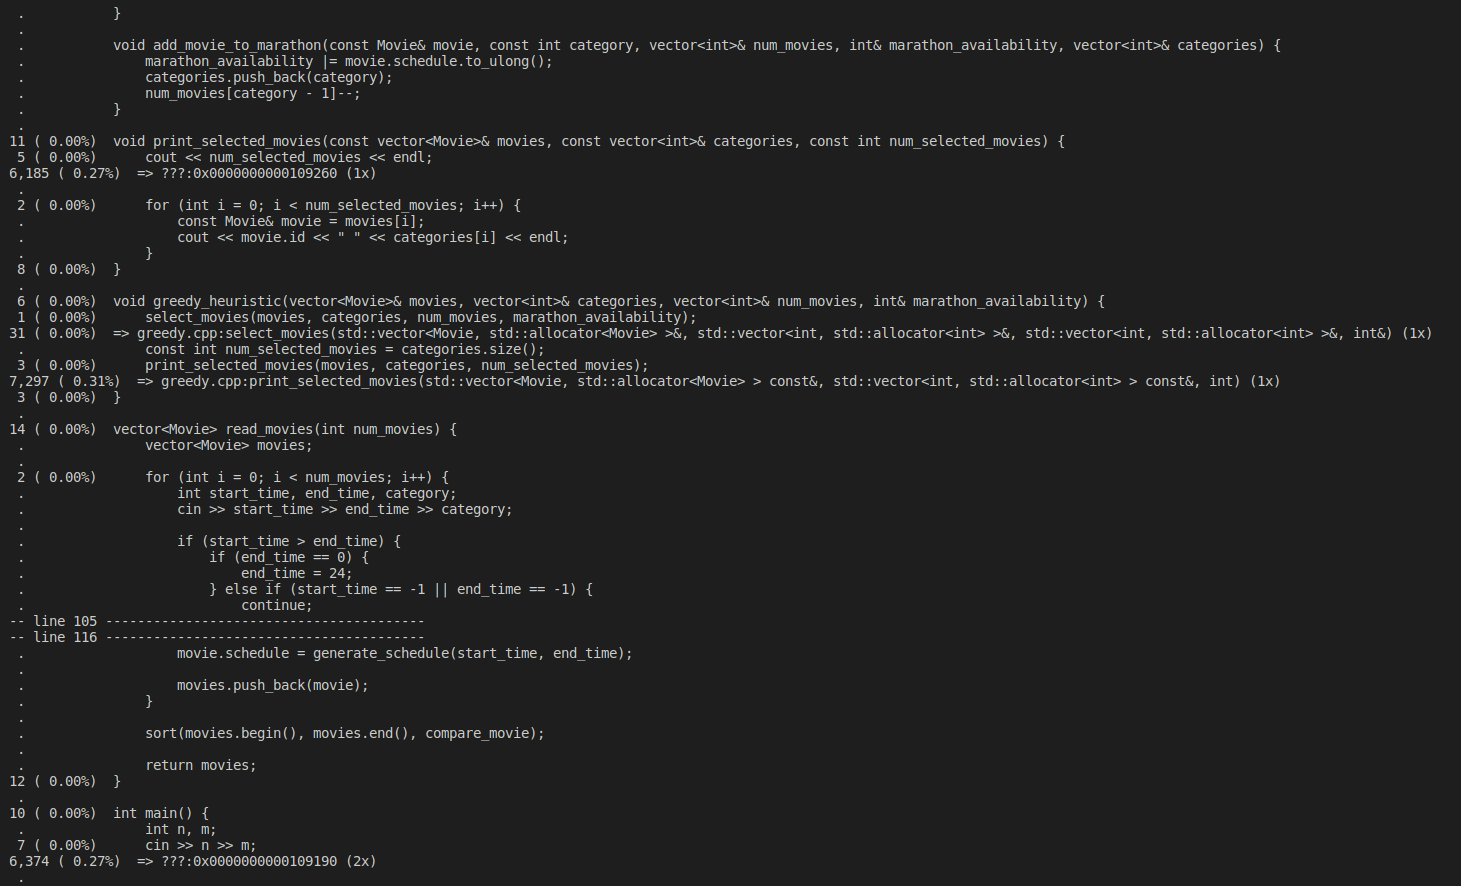 .           }
.
.           void add_movie_to_marathon(const Movie& movie, const int category, vector<int>& num_movies, int& marathon_availability, vector<int>& categories) {
.               marathon_availability |= movie.schedule.to_ulong();
.               categories.push_back(category);
.               num_movies[category - 1]--;
.           }
.
11 ( 0.00%)  void print_selected_movies(const vector<Movie>& movies, const vector<int>& categories, const int num_selected_movies) {
5 ( 0.00%)      cout << num_selected_movies << endl;
6,185 ( 0.27%)  => ???:0x0000000000109260 (1x)
.
2 ( 0.00%)      for (int i = 0; i < num_selected_movies; i++) {
.                   const Movie& movie = movies[i];
.                   cout << movie.id << " " << categories[i] << endl;
.               }
8 ( 0.00%)  }
.
6 ( 0.00%)  void greedy_heuristic(vector<Movie>& movies, vector<int>& categories, vector<int>& num_movies, int& marathon_availability) {
1 ( 0.00%)      select_movies(movies, categories, num_movies, marathon_availability);
31 ( 0.00%)  => greedy.cpp:select_movies(std::vector<Movie, std::allocator<Movie> >&, std::vector<int, std::allocator<int> >&, std::vector<int, std::allocator<int> >&, int&) (1x)
.               const int num_selected_movies = categories.size();
3 ( 0.00%)      print_selected_movies(movies, categories, num_selected_movies);
7,297 ( 0.31%)  => greedy.cpp:print_selected_movies(std::vector<Movie, std::allocator<Movie> > const&, std::vector<int, std::allocator<int> > const&, int) (1x)
3 ( 0.00%)  }
.
14 ( 0.00%)  vector<Movie> read_movies(int num_movies) {
.               vector<Movie> movies;
.
2 ( 0.00%)      for (int i = 0; i < num_movies; i++) {
.                   int start_time, end_time, category;
.                   cin >> start_time >> end_time >> category;
.
.                   if (start_time > end_time) {
.                       if (end_time == 0) {
.                           end_time = 24;
.                       } else if (start_time == -1 || end_time == -1) {
.                           continue;
-- line 105 ----------------------------------------
-- line 116 ----------------------------------------
.                   movie.schedule = generate_schedule(start_time, end_time);
.
.                   movies.push_back(movie);
.               }
.
.               sort(movies.begin(), movies.end(), compare_movie);
.
.               return movies;
12 ( 0.00%)  }
.
10 ( 0.00%)  int main() {
.               int n, m;
7 ( 0.00%)      cin >> n >> m;
6,374 ( 0.27%)  => ???:0x0000000000109190 (2x)
.